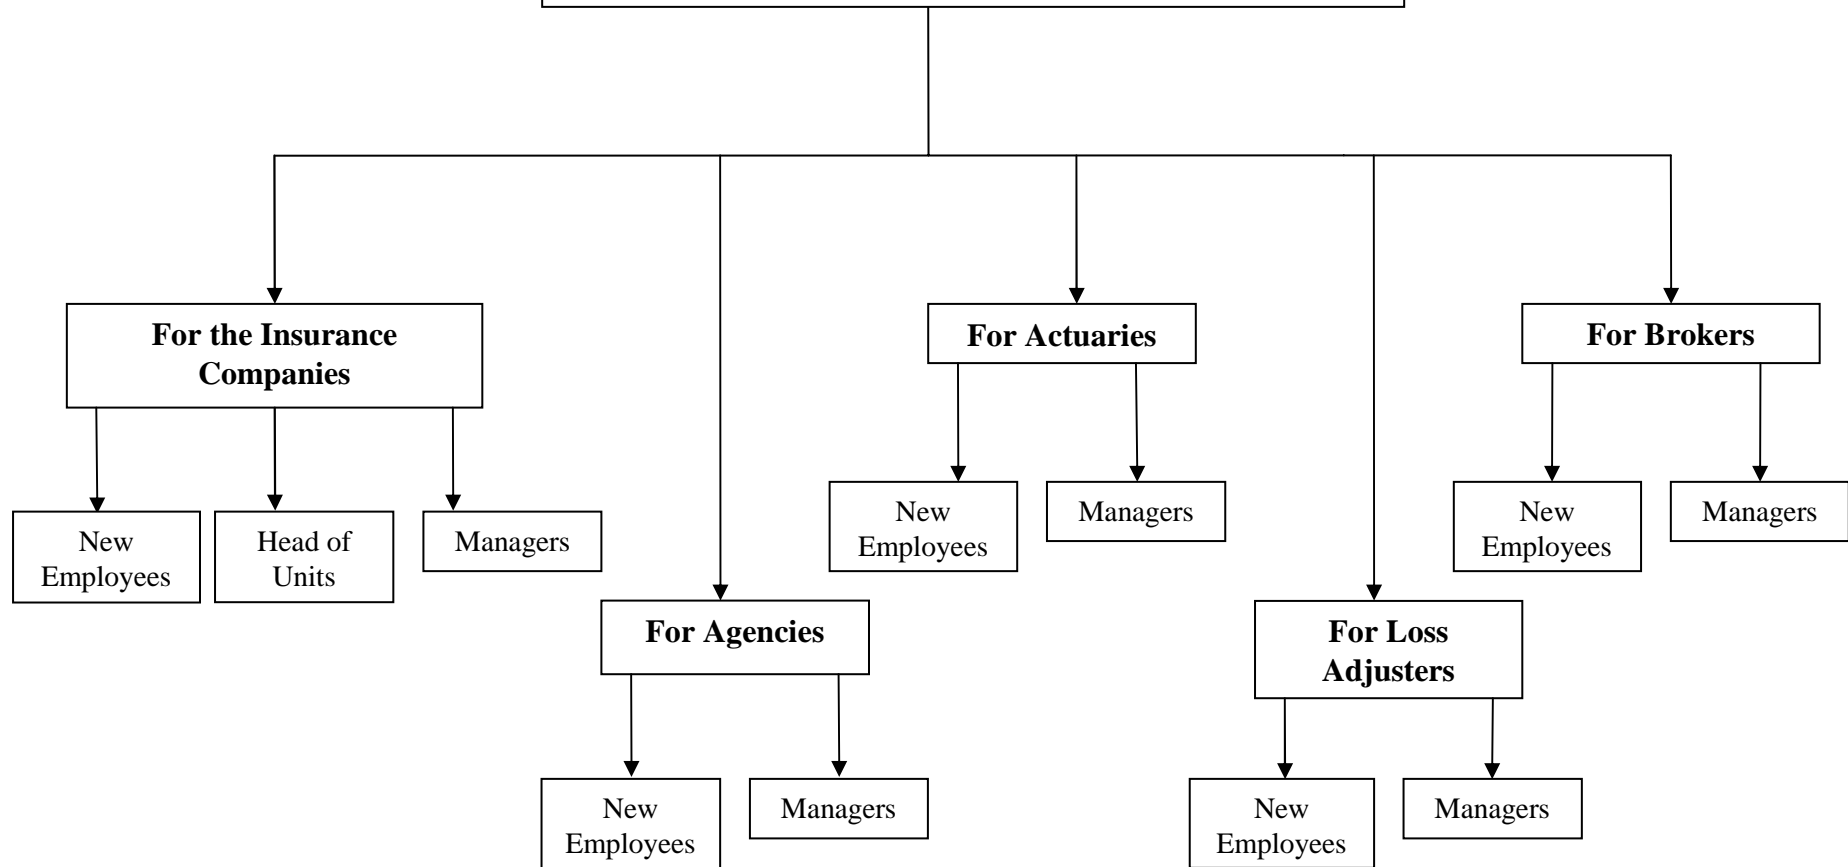 For the Insurance
Companies
For Actuaries
For Brokers
New
Employees
Head of
Units
Managers
New
Employees
Managers
New
Employees
Managers
For Agencies
For Loss
Adjusters
New
Employees
Managers
New
Employees
Managers